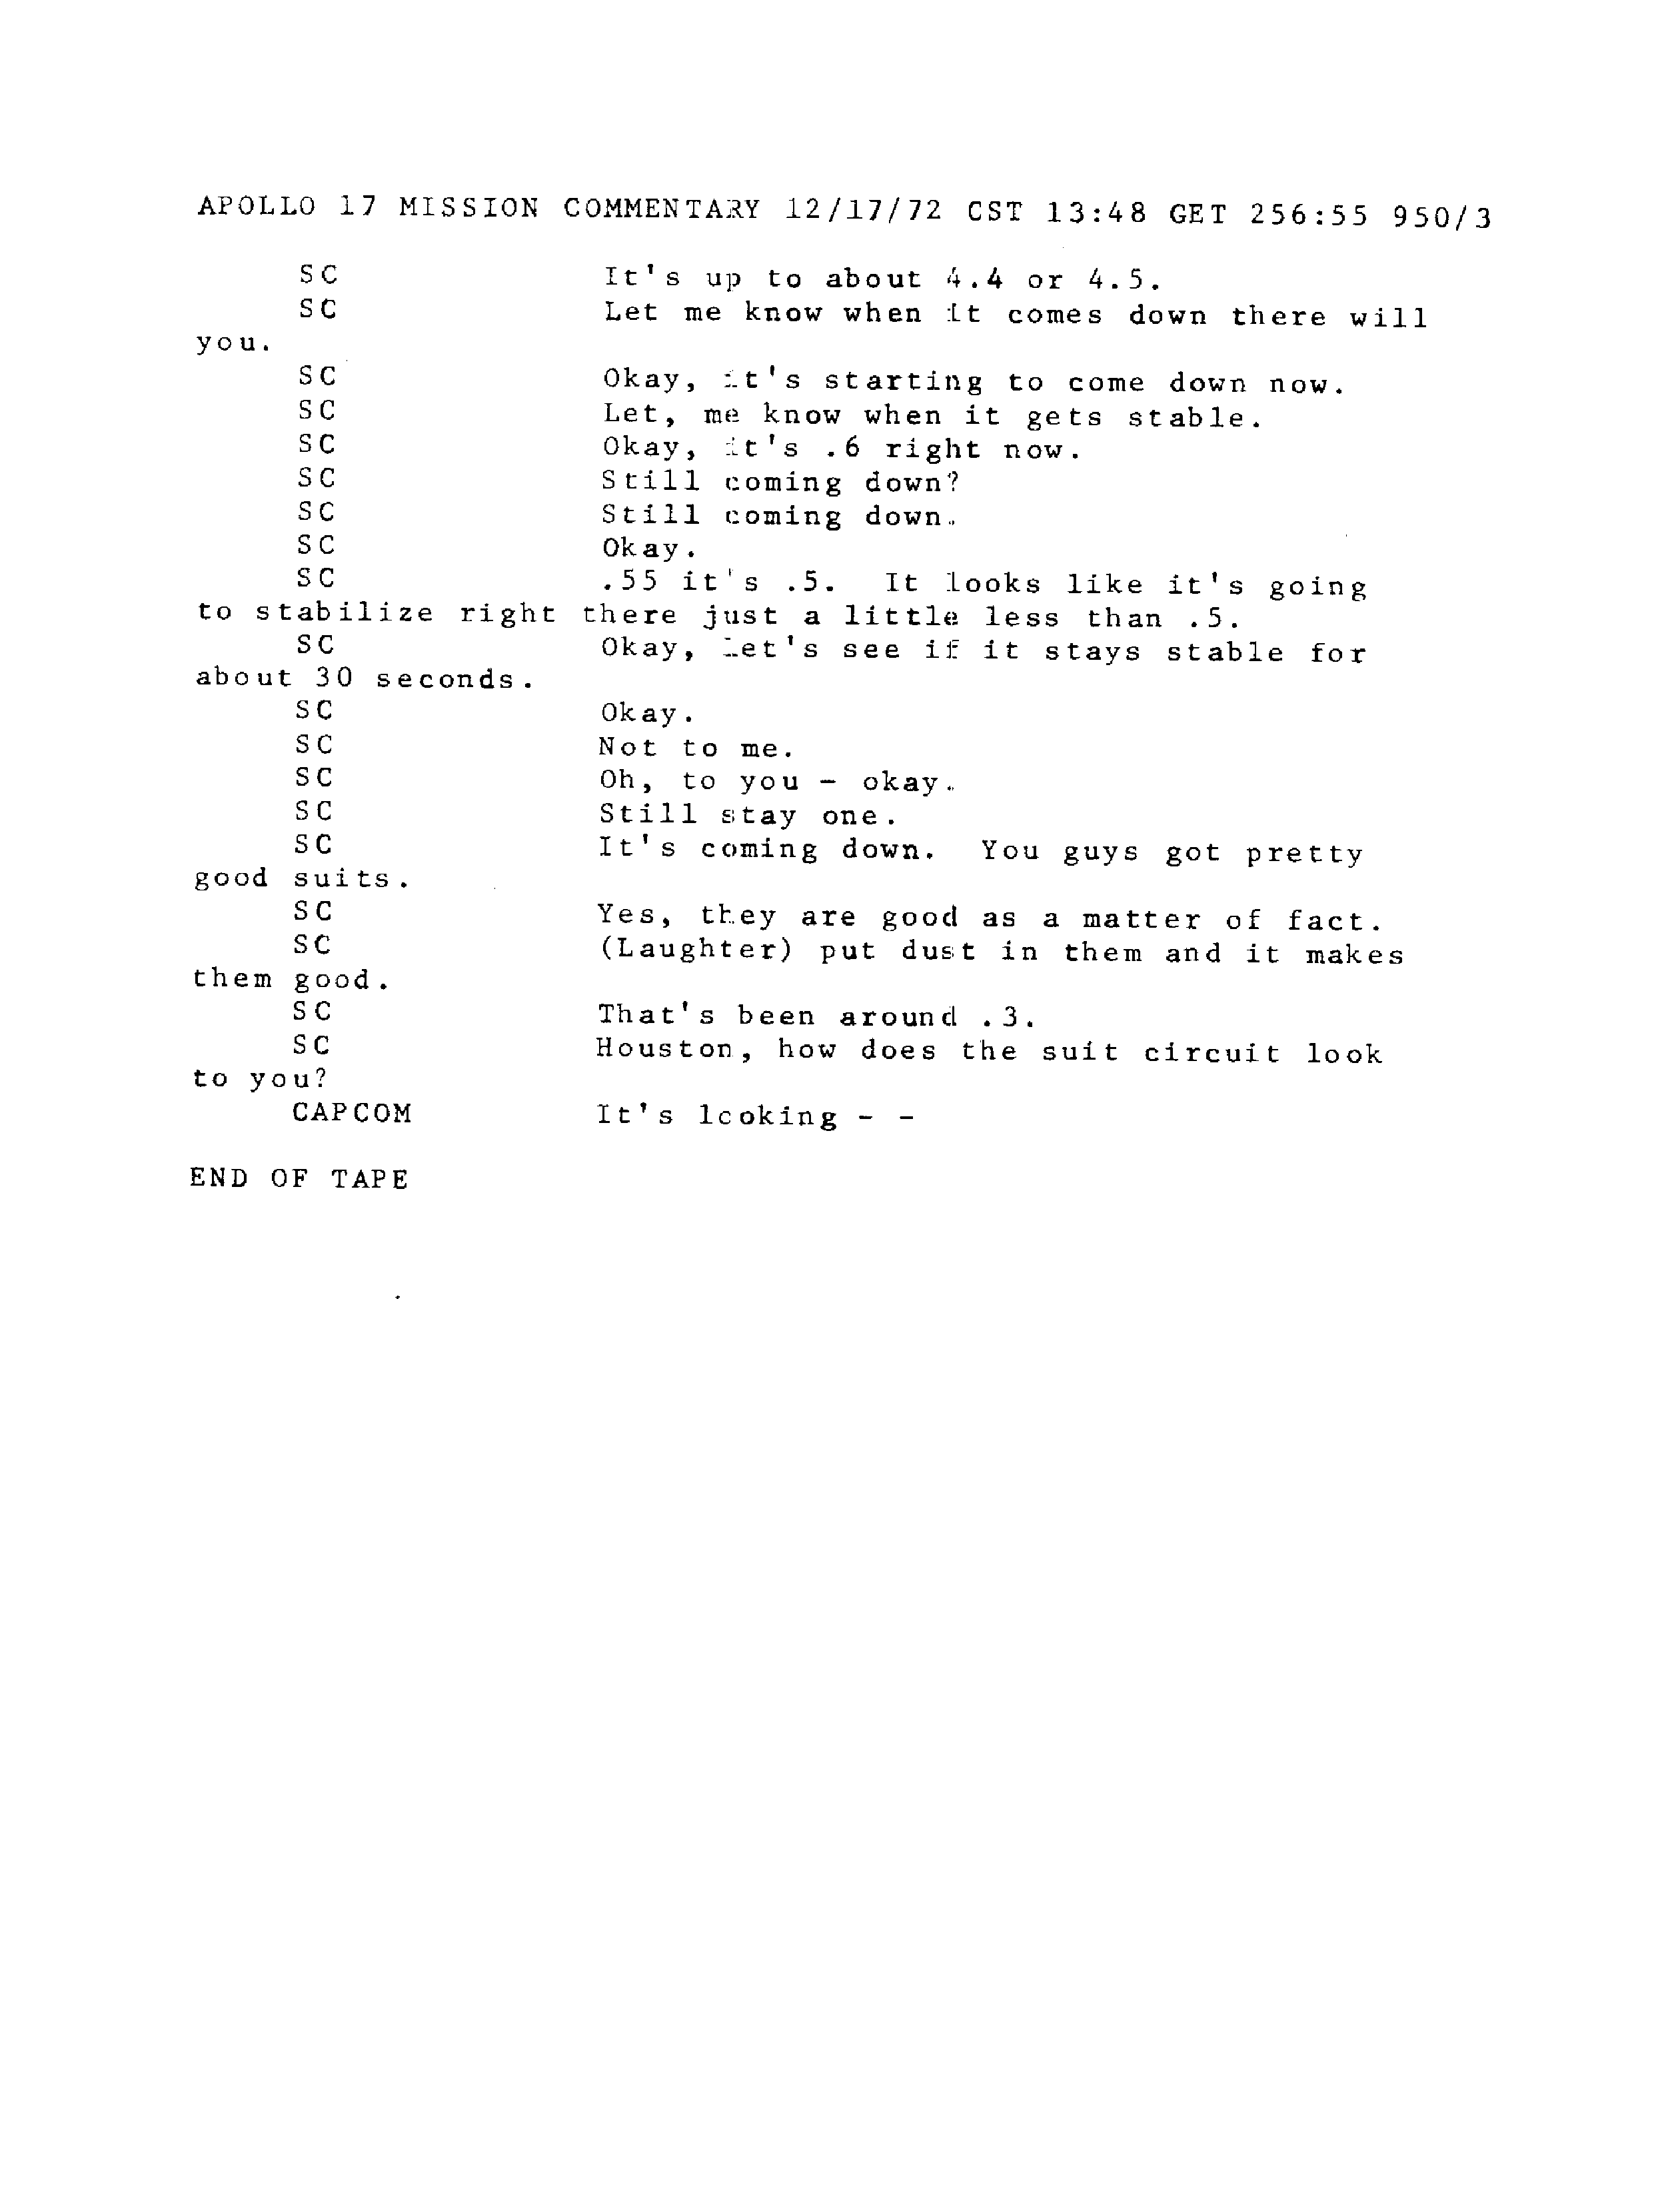 APOLLO 17 MISSION COMMENTARY 12/17/72 CST 13:48 GET 256:55 950/3
SC It's up to about 4.4 or 4.5.
SC Let me know when it comes down there will
you.
SC Okay, it's starting to come down now.
SC Let, me know when it gets stable.
SC Okay, it's .6 right now.
SC Still coming down?
SC Still coming down.
SC Okay.
SC .55 it's .5. It looks like it's going
to stabilize right there just a little less than .5.
SC Okay, let's see if it stays stable for
about 30 seconds.
SC Okay.
SC Not to me.
SC Oh, to you - okay.
SC Still stay one.
SC It's coming down. You guys got pretty
good suits.
SC Yes, they are good as a matter of fact.
SC (Laughter) put dust in them and it makes
them good.
SC That's been around .3.
SC Houston, how does the suit circuit look
to you?
CAPCOM It's looking - -
END OF TAPE